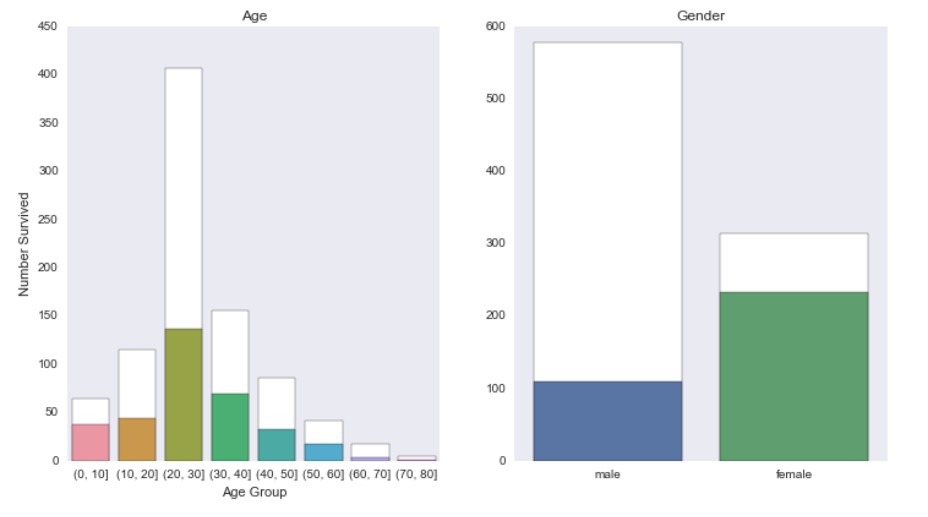 Age
450
400
350
300
250
200
150
100
50
0
Number Survived
(0, 10] (10, 20] (20, 30] (30, 40] (40, 50] (50, 60] (60, 70] (70, 80]
Age Group
Gender
600
500
400
300
200
100
0
male female